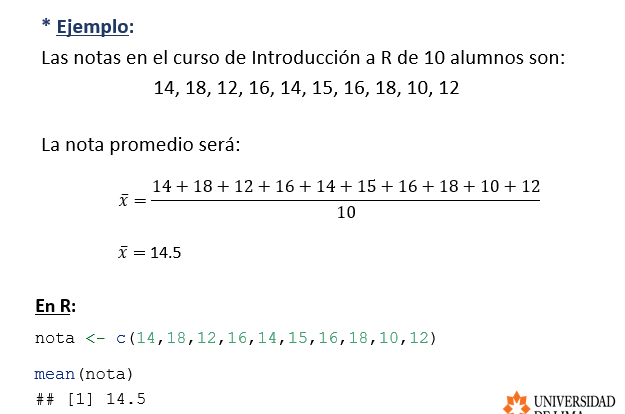 * Ejemplo:
Las notas en el curso de Introducción a R de 10 alumnos son:
14, 18, 12, 16, 14, 15, 16, 18, 10, 12
La nota promedio será:
x̄ = (14 + 18 + 12 + 16 + 14 + 15 + 16 + 18 + 10 + 12) / 10
x̄ = 14.5
En R:
nota <- c(14,18,12,16,14,15,16,18,10,12)
mean(nota)
## [1] 14.5
UNIVERSIDAD
DE LIMA